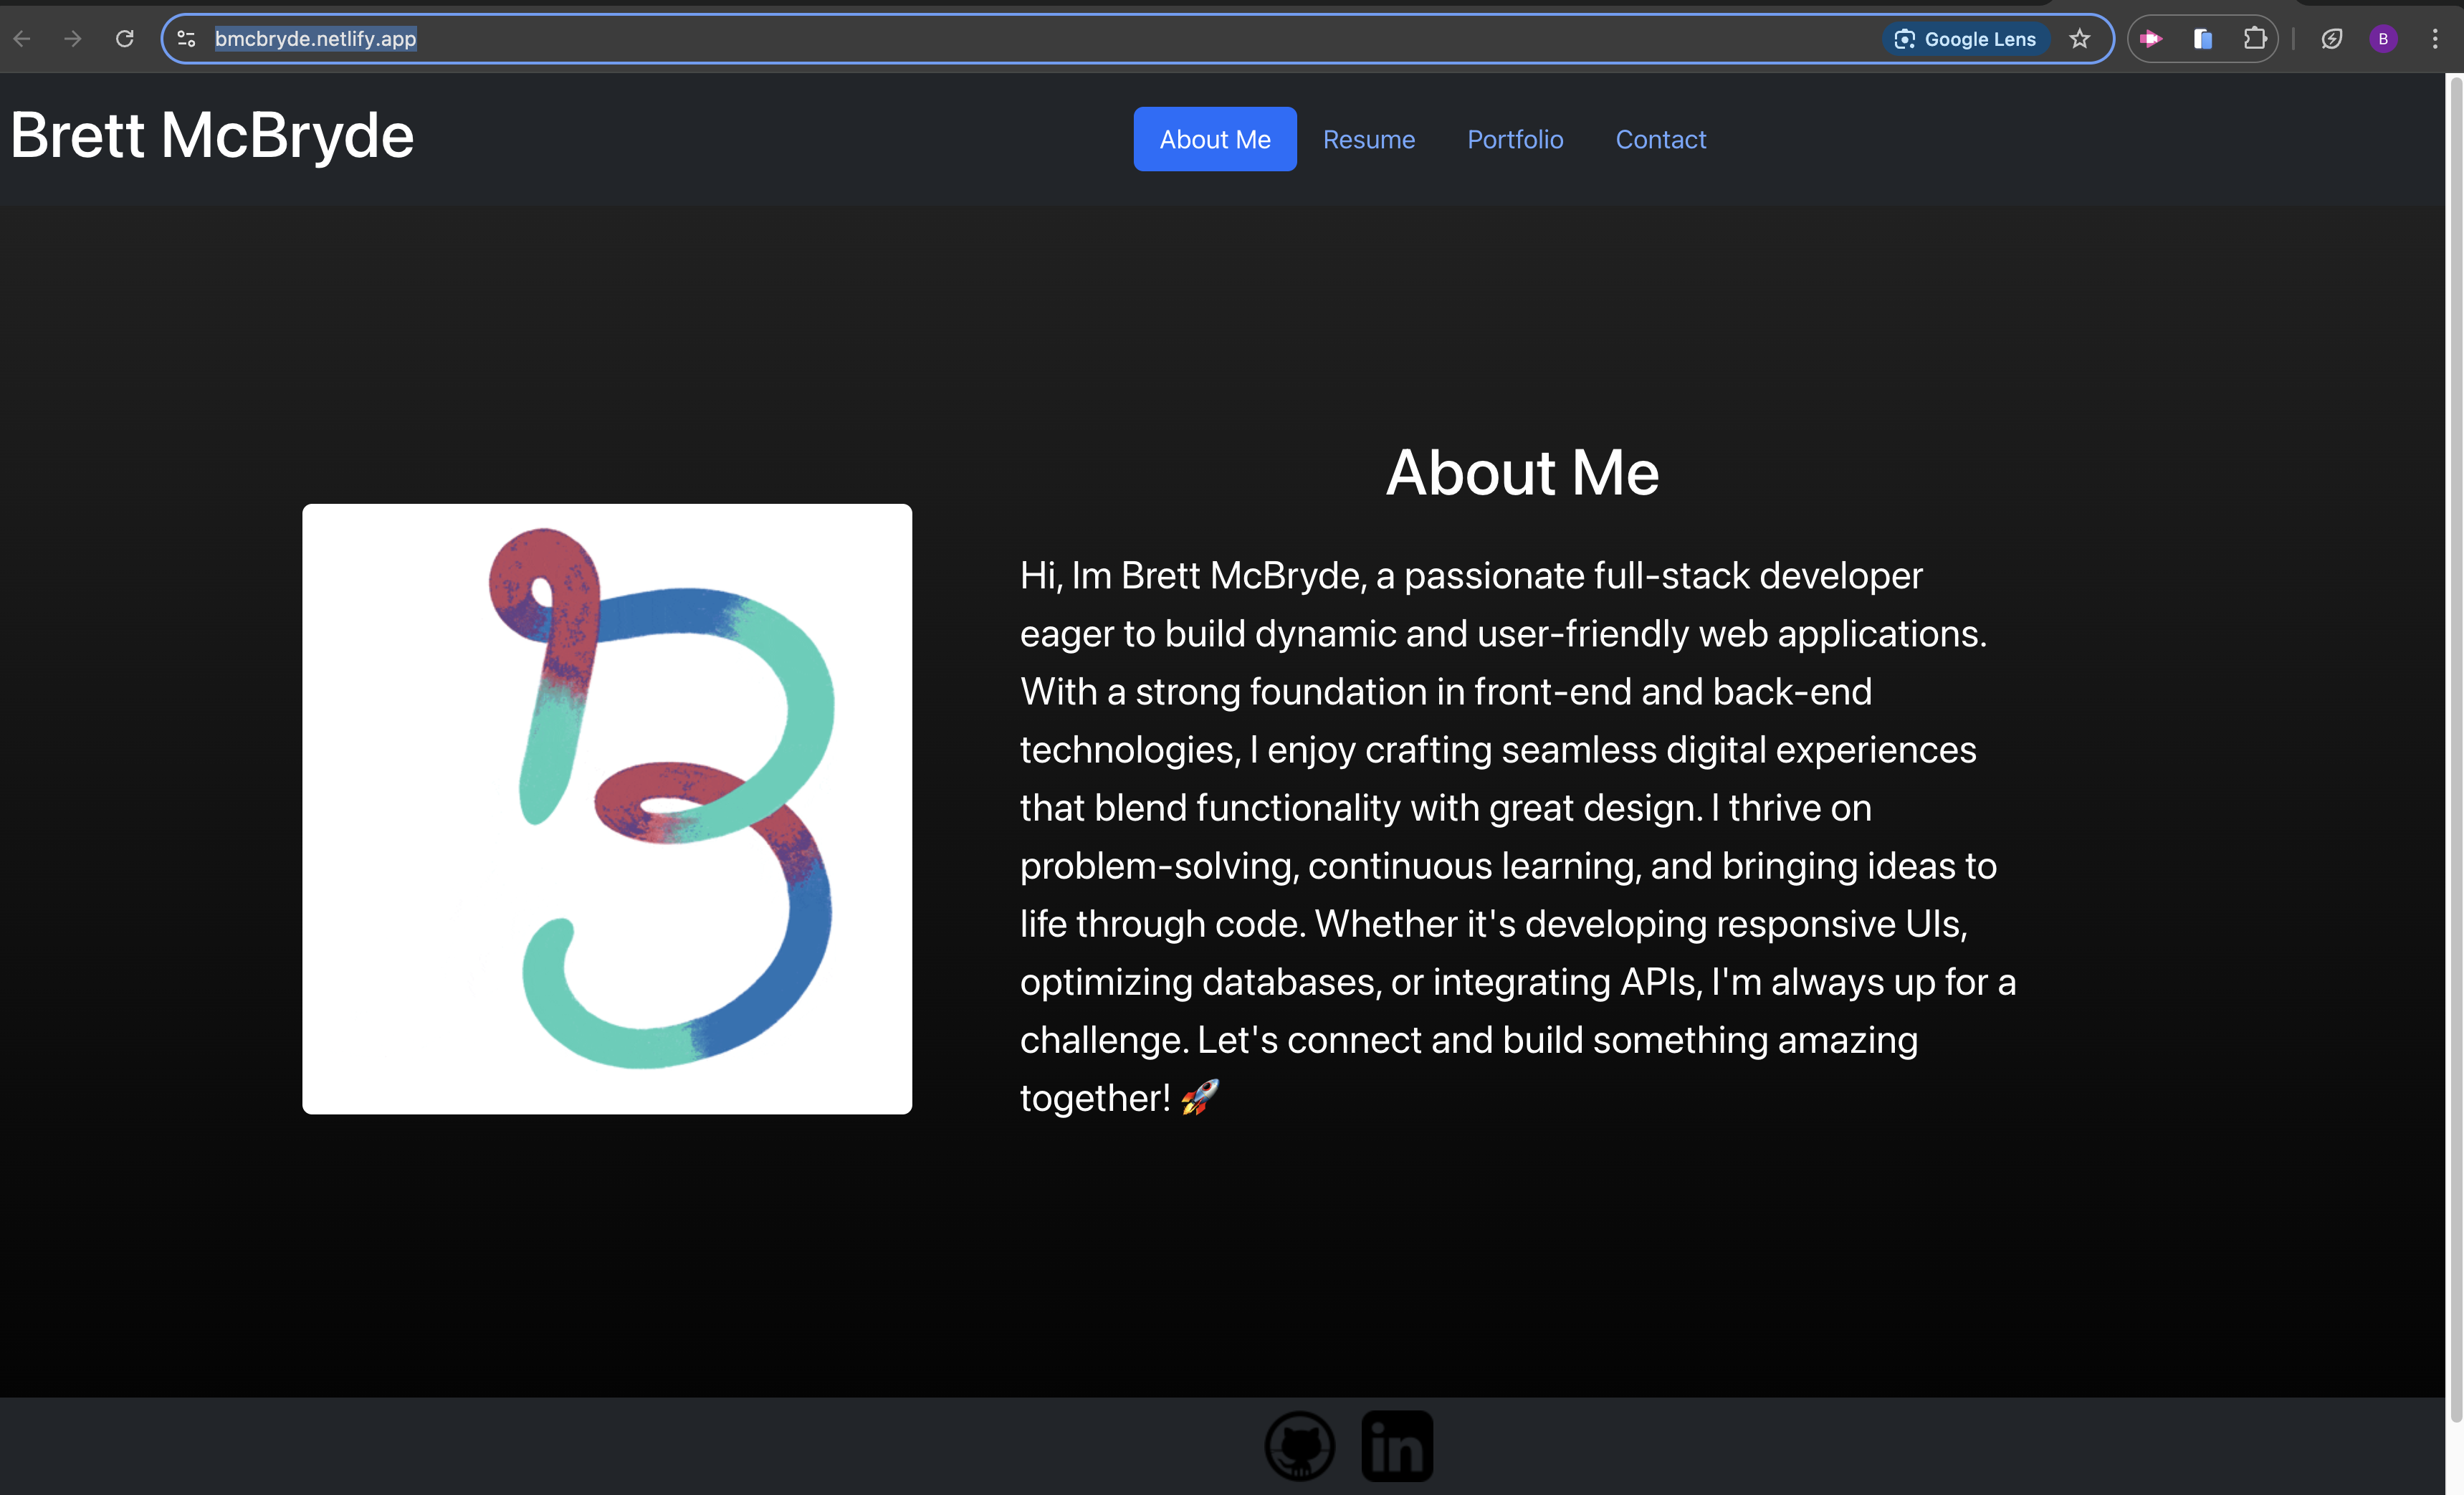 bmcbryde.netlify.app
Google Lens
B
Brett McBryde
About Me
Resume
Portfolio
Contact
About Me
Hi, Im Brett McBryde, a passionate full-stack developer
eager to build dynamic and user-friendly web applications.
With a strong foundation in front-end and back-end
technologies, I enjoy crafting seamless digital experiences
that blend functionality with great design. I thrive on
problem-solving, continuous learning, and bringing ideas to
life through code. Whether it's developing responsive UIs,
optimizing databases, or integrating APIs, I'm always up for a
challenge. Let's connect and build something amazing
together! 🚀
in